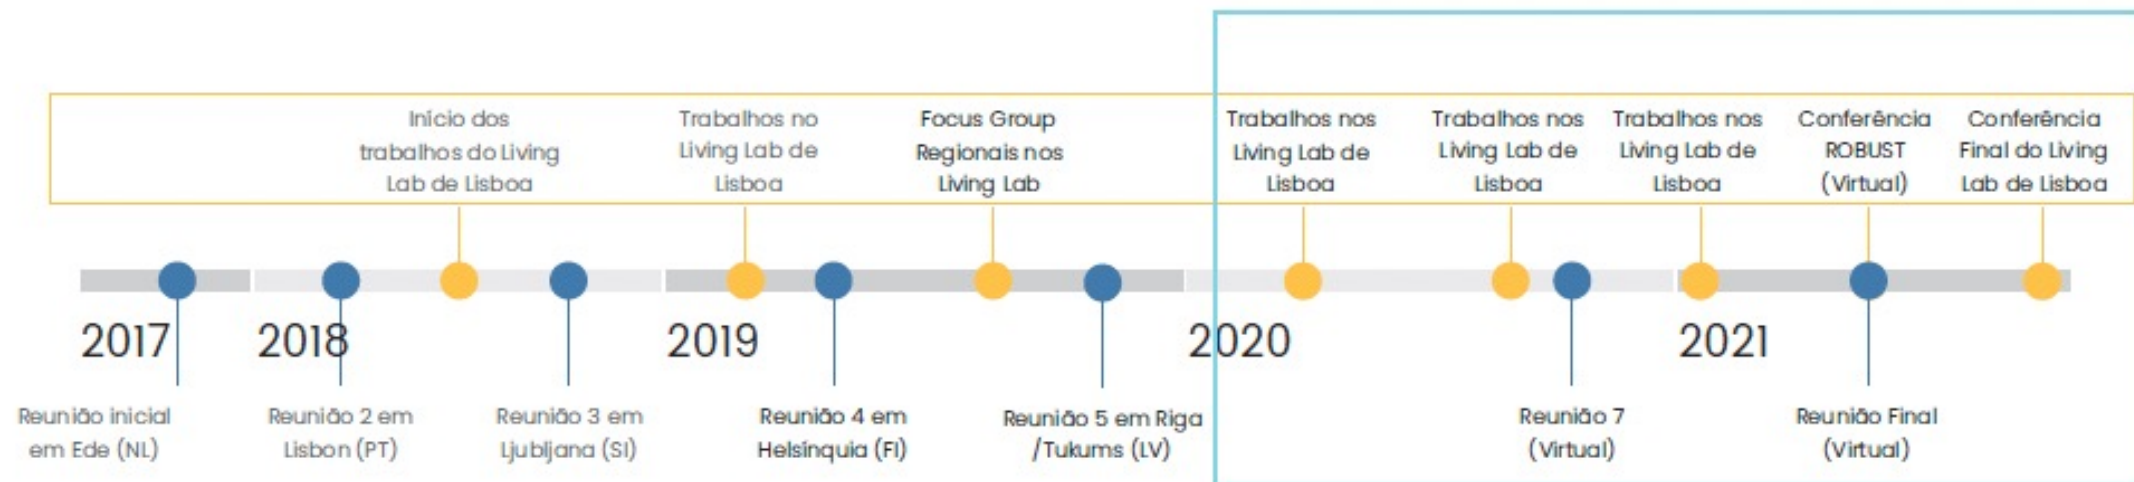 Início dos
trabalhos do Living
Lab de Lisboa
Trabalhos no
Living Lab de
Lisboa
Focus Group
Regionais nos
Living Lab
Trabalhos nos
Living Lab de
Lisboa
Trabalhos nos
Living Lab de
Lisboa
Trabalhos nos
Living Lab de
Lisboa
Conferência
ROBUST
(Virtual)
Conferência
Final do Living
Lab de Lisboa
2017
2018
2019
2020
2021
Reunião inicial
em Ede (NL)
Reunião 2 em
Lisbon (PT)
Reunião 3 em
Ljubljana (SI)
Reunião 4 em
Helsínquia (FI)
Reunião 5 em Riga
/Tukums (LV)
Reunião 7
(Virtual)
Reunião Final
(Virtual)